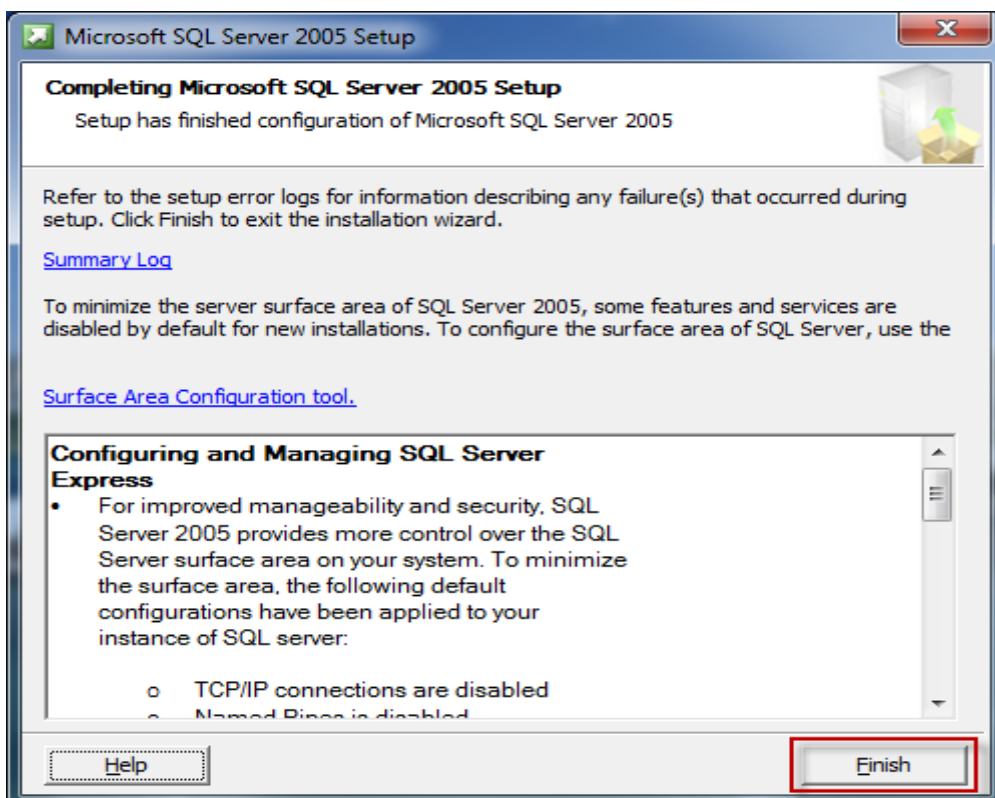 Microsoft SQL Server 2005 Setup
Completing Microsoft SQL Server 2005 Setup
Setup has finished configuration of Microsoft SQL Server 2005
Refer to the setup error logs for information describing any failure(s) that occurred during
setup. Click Finish to exit the installation wizard.
Summary Log
To minimize the server surface area of SQL Server 2005, some features and services are
disabled by default for new installations. To configure the surface area of SQL Server, use the
Surface Area Configuration tool.
Configuring and Managing SQL Server
Express
• For improved manageability and security, SQL
Server 2005 provides more control over the SQL
Server surface area on your system. To minimize
the surface area, the following default
configurations have been applied to your
instance of SQL server:
o TCP/IP connections are disabled
o Named Pipes is disabled
Help
Finish